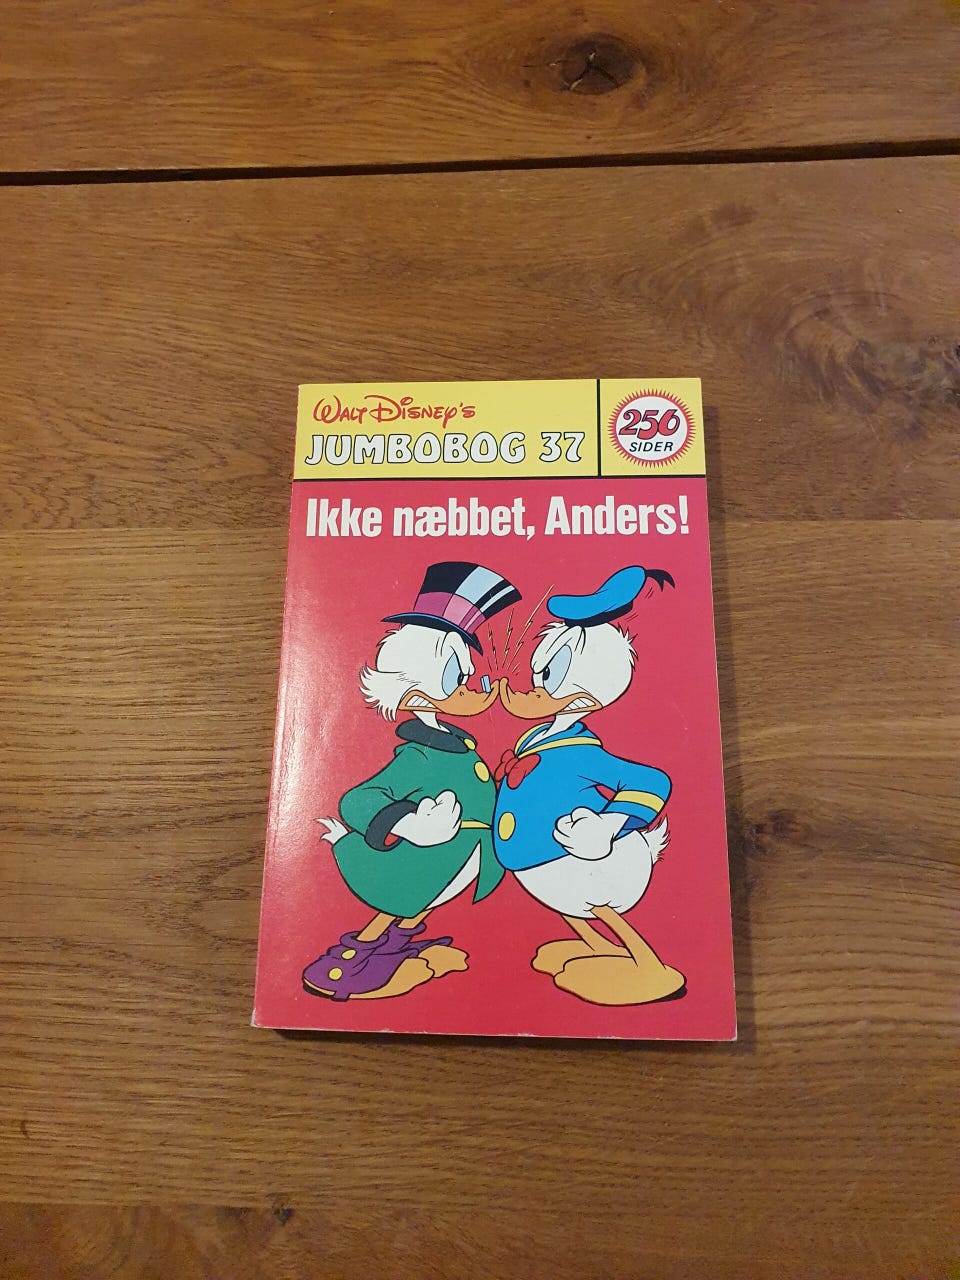 Walt Disney's
JUMBOBOG 37
256
SIDER
Ikke næbbet, Anders!